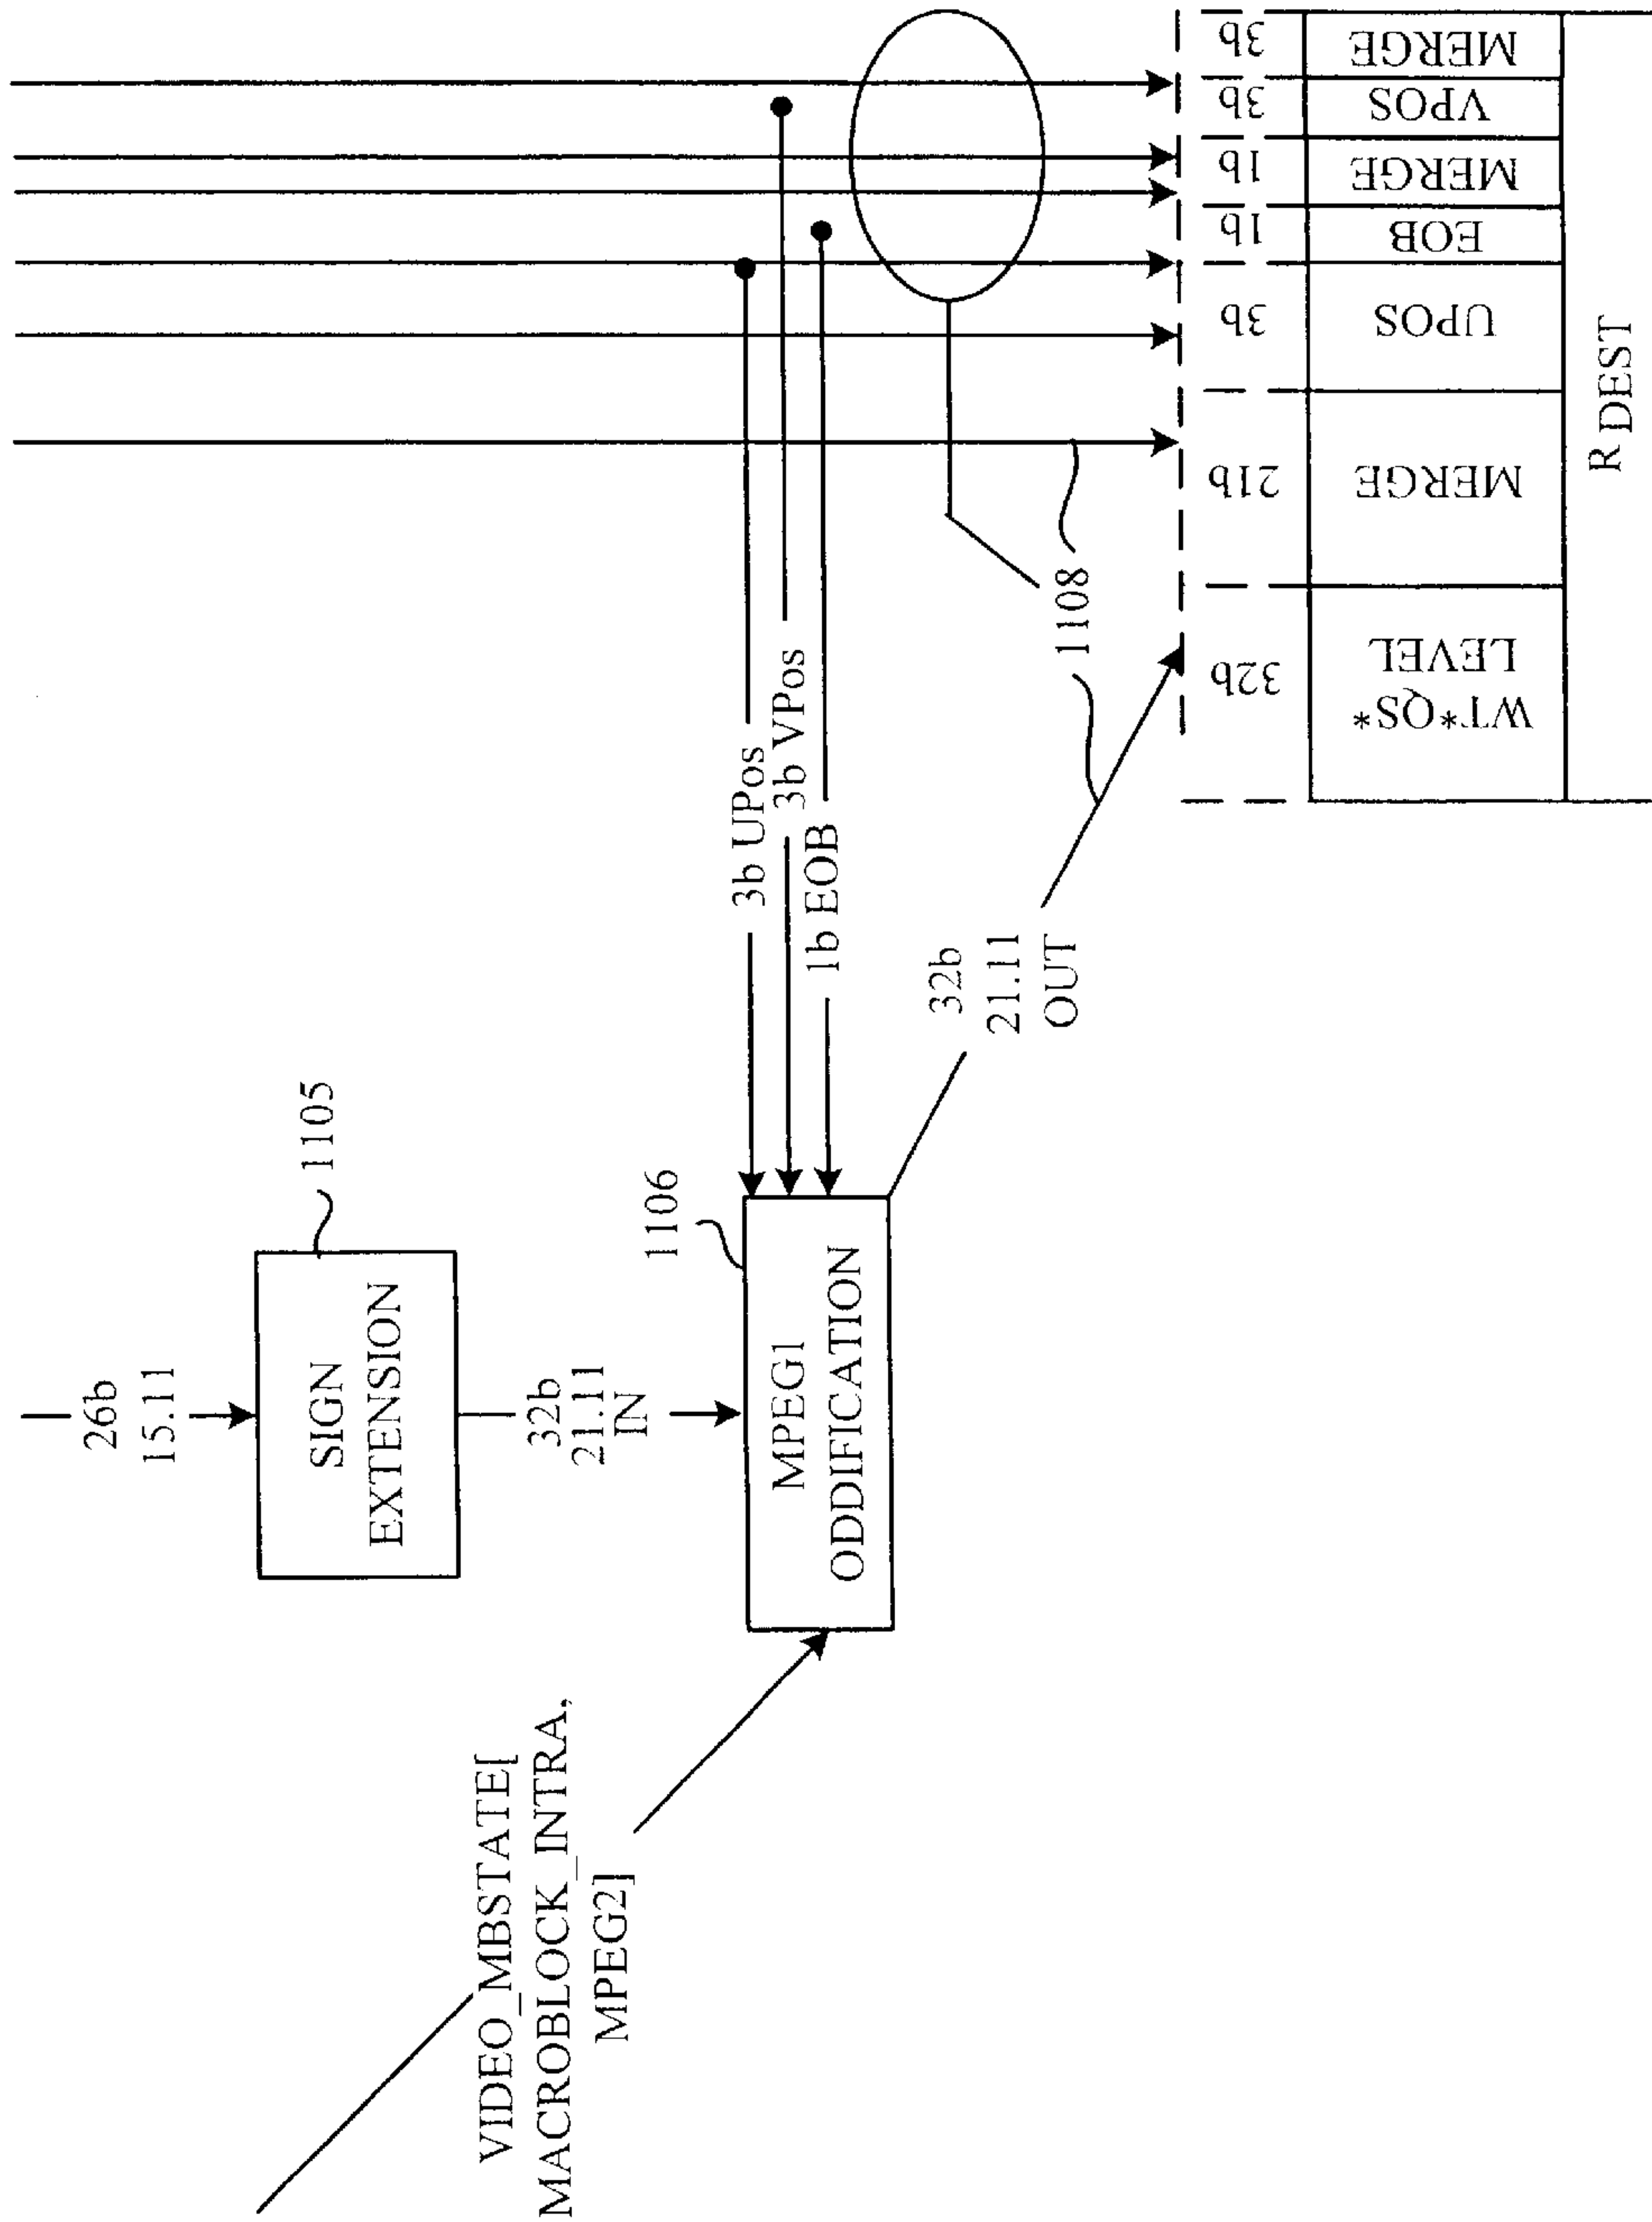 26b
15.11
SIGN
EXTENSION
1105
32b
21.11
IN
VIDEO_MBSTATE[
MACROBLOCK_INTRA,
MPEG2]
MPEG1
ODDIFICATION
1106
3b UPos
3b VPos
1b EOB
32b
21.11
OUT
1108
32b
21b
3b
1b
1b
3b
3b
WT*QS*
LEVEL
MERGE
UPOS
EOB
MERGE
VPOS
MERGE
R DEST